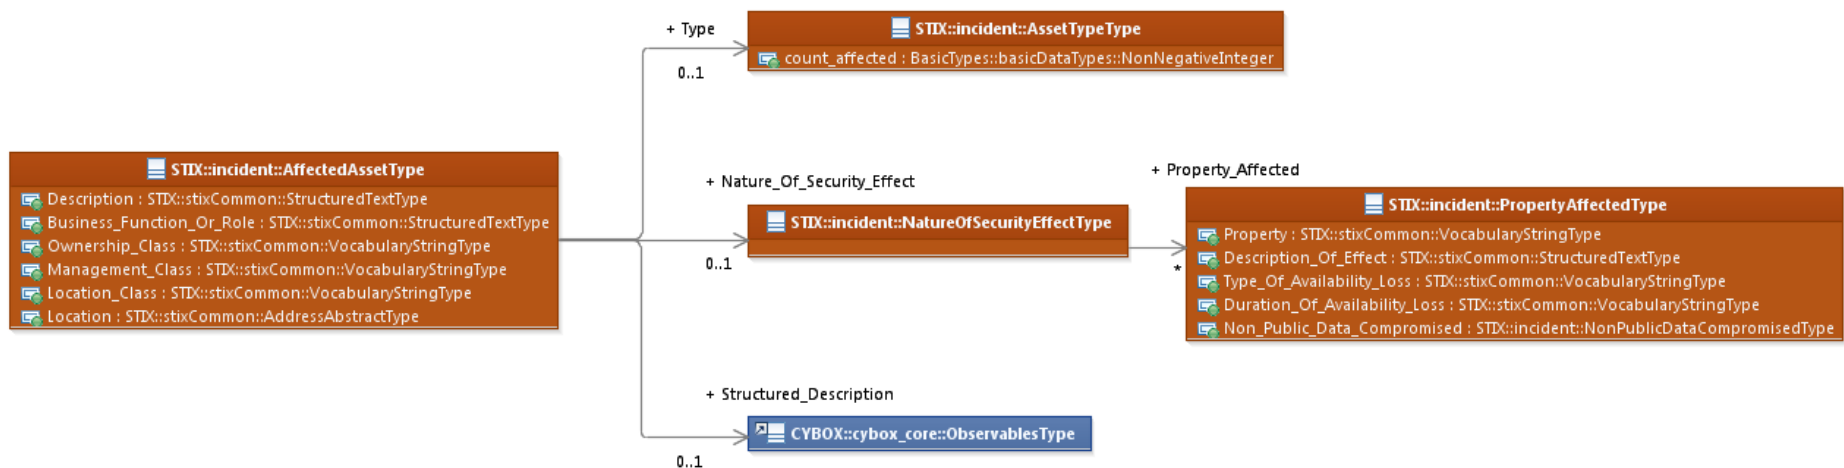 + Type
STIX::incident::AssetTypeType
count_affected : BasicTypes::basicDataTypes::NonNegativeInteger
0..1
STIX::incident::AffectedAssetType
Description : STIX::stixCommon::StructuredTextType
Business_Function_Or_Role : STIX::stixCommon::StructuredTextType
Ownership_Class : STIX::stixCommon::VocabularyStringType
Management_Class : STIX::stixCommon::VocabularyStringType
Location_Class : STIX::stixCommon::VocabularyStringType
Location : STIX::stixCommon::AddressAbstractType
+ Nature_Of_Security_Effect
STIX::incident::NatureOfSecurityEffectType
0..1
+ Property_Affected
*
STIX::incident::PropertyAffectedType
Property : STIX::stixCommon::VocabularyStringType
Description_Of_Effect : STIX::stixCommon::StructuredTextType
Type_Of_Availability_Loss : STIX::stixCommon::VocabularyStringType
Duration_Of_Availability_Loss : STIX::stixCommon::VocabularyStringType
Non_Public_Data_Compromised : STIX::incident::NonPublicDataCompromisedType
+ Structured_Description
CYBOX::cybox_core::ObservablesType
0..1